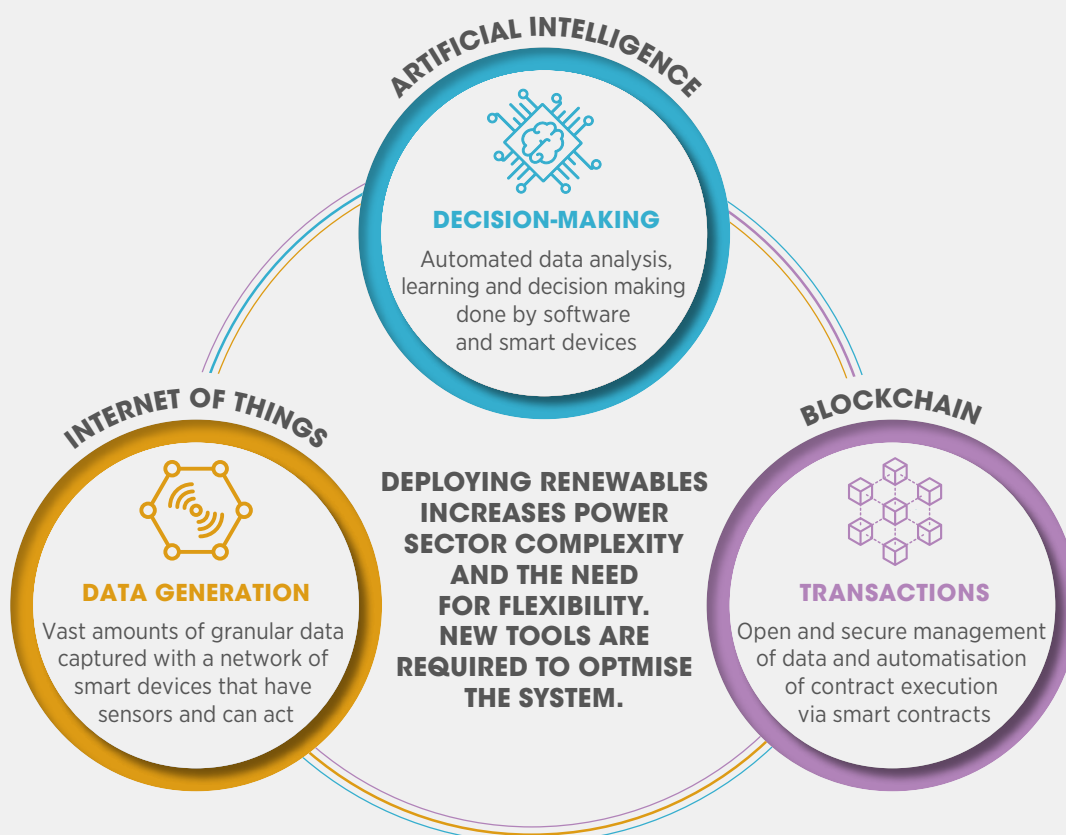 ARTIFICIAL INTELLIGENCE
DECISION-MAKING
Automated data analysis,
learning and decision making
done by software
and smart devices
INTERNET OF THINGS
DATA GENERATION
Vast amounts of granular data
captured with a network of
smart devices that have
sensors and can act
DEPLOYING RENEWABLES
INCREASES POWER
SECTOR COMPLEXITY
AND THE NEED
FOR FLEXIBILITY.
NEW TOOLS ARE
REQUIRED TO OPTMISE
THE SYSTEM.
BLOCKCHAIN
TRANSACTIONS
Open and secure management
of data and automatisation
of contract execution
via smart contracts